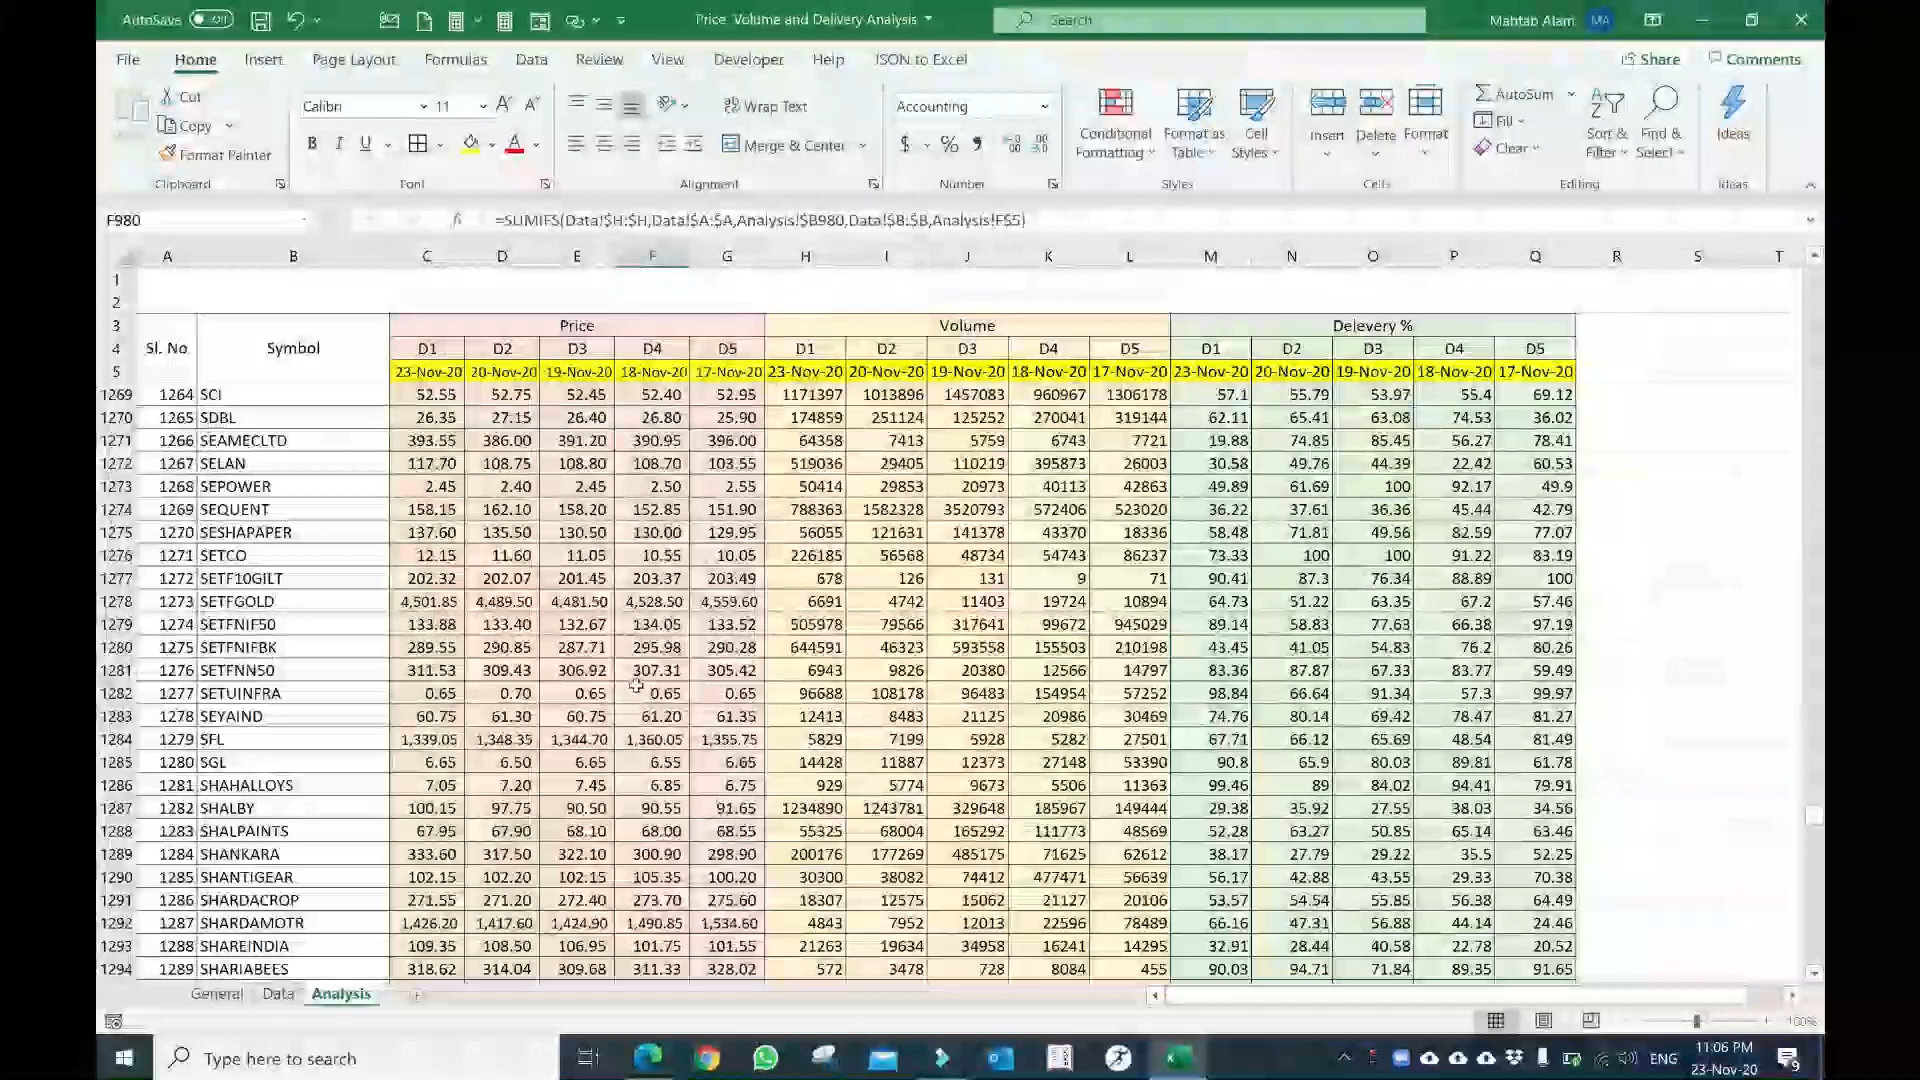 AutoSave Off Price Volume and Delivery Analysis Search Mahtab Alam MA
File Home Insert Page Layout Formulas Data Review View Developer Help JSON to Excel Share Comments
Cut
Copy
Format Painter
Clipboard
Calibri 11
B I U
Font
Wrap Text
Merge & Center
Alignment
Accounting
$ %
Number
Conditional Formatting
Format as Table
Cell Styles
Styles
Insert Delete Format
Cells
AutoSum
Fill
Clear
Sort & Filter
Find & Select
Editing
Ideas
Ideas
F980 fx =SUMIFS(Data!$H:$H,Data!$A:$A,Analysis!$B980,Data!$B:$B,Analysis!F$5)
A B C D E F G H I J K L M N O P Q R S T
1
2
3 Price Volume Delevery %
4 Sl. No Symbol D1 D2 D3 D4 D5 D1 D2 D3 D4 D5 D1 D2 D3 D4 D5
5 23-Nov-20 20-Nov-20 19-Nov-20 18-Nov-20 17-Nov-20 23-Nov-20 20-Nov-20 19-Nov-20 18-Nov-20 17-Nov-20 23-Nov-20 20-Nov-20 19-Nov-20 18-Nov-20 17-Nov-20
1269 1264 SCI 52.55 52.75 52.45 52.40 52.95 1171397 1013896 1457083 960967 1306178 57.1 55.79 53.97 55.4 69.12
1270 1265 SDBL 26.35 27.15 26.40 26.80 25.90 174859 251124 125252 270041 319144 62.11 65.41 63.08 74.53 36.02
1271 1266 SEAMECLTD 393.55 386.00 391.20 390.95 396.00 64358 7413 5759 6743 7721 19.88 74.85 85.45 56.27 78.41
1272 1267 SELAN 117.70 108.75 108.80 108.70 103.55 519036 29405 110219 395873 26003 30.58 49.76 44.39 22.42 60.53
1273 1268 SEPOWER 2.45 2.40 2.45 2.50 2.55 50414 29853 20973 40113 42863 49.89 61.69 100 92.17 49.9
1274 1269 SEQUENT 158.15 162.10 158.20 152.85 151.90 788363 1582328 3520793 572406 523020 36.22 37.61 36.36 45.44 42.79
1275 1270 SESHAPAPER 137.60 135.50 130.50 130.00 129.95 56055 121631 141378 43370 18336 58.48 71.81 49.56 82.59 77.07
1276 1271 SETCO 12.15 11.60 11.05 10.55 10.05 226185 56568 48734 54743 86237 73.33 100 100 91.22 83.19
1277 1272 SETF10GILT 202.32 202.07 201.45 203.37 203.49 678 126 131 9 71 90.41 87.3 76.34 88.89 100
1278 1273 SETFGOLD 4,501.85 4,489.50 4,481.50 4,528.50 4,559.60 6691 4742 11403 19724 10894 64.73 51.22 63.35 67.2 57.46
1279 1274 SETFNIF50 133.88 133.40 132.67 134.05 133.52 505978 79566 317641 99672 945029 89.14 58.83 77.63 66.38 97.19
1280 1275 SETFNIFBK 289.55 290.85 287.71 295.98 290.28 644591 46323 593558 155503 210198 43.45 41.05 54.83 76.2 80.26
1281 1276 SETFNN50 311.53 309.43 306.92 307.31 305.42 6943 9826 20380 12566 14797 83.36 87.87 67.33 83.77 59.49
1282 1277 SETUINFRA 0.65 0.70 0.65 0.65 0.65 96688 108178 96483 154954 57252 98.84 66.64 91.34 57.3 99.97
1283 1278 SEYAIND 60.75 61.30 60.75 61.20 61.35 12413 8483 21125 20986 30469 74.76 80.14 69.42 78.47 81.27
1284 1279 SFL 1,339.05 1,348.35 1,344.70 1,360.05 1,355.75 5829 7199 5928 5282 27501 67.71 66.12 65.69 48.54 81.49
1285 1280 SGL 6.65 6.50 6.65 6.55 6.65 14428 11887 12373 27148 53390 90.8 65.9 80.03 89.81 61.78
1286 1281 SHAHALLOYS 7.05 7.20 7.45 6.85 6.75 929 5774 9673 5506 11363 99.46 89 84.02 94.41 79.91
1287 1282 SHALBY 100.15 97.75 90.50 90.55 91.65 1234890 1243781 329648 185967 149444 29.38 35.92 27.55 38.03 34.56
1288 1283 SHALPAINTS 67.95 67.90 68.10 68.00 68.55 55325 68004 165292 111773 48569 52.28 63.27 50.85 65.14 63.46
1289 1284 SHANKARA 333.60 317.50 322.10 300.90 298.90 200176 177269 485175 71625 62612 38.17 27.79 29.22 35.5 52.25
1290 1285 SHANTIGEAR 102.15 102.20 102.15 105.35 100.20 30300 38082 74412 477471 56639 56.17 42.88 43.55 29.33 70.38
1291 1286 SHARDACROP 271.55 271.20 272.40 273.70 275.60 18307 12575 15062 21127 20106 53.57 54.54 55.85 56.38 64.49
1292 1287 SHARDAMOTR 1,426.20 1,417.60 1,424.90 1,490.85 1,534.60 4843 7952 12013 22596 78489 66.16 47.31 56.88 44.14 24.46
1293 1288 SHAREINDIA 109.35 108.50 106.95 101.75 101.55 21263 19634 34958 16241 14295 32.91 28.44 40.58 22.78 20.52
1294 1289 SHARIABEES 318.62 314.04 309.68 311.33 328.02 572 3478 728 8084 455 90.03 94.71 71.84 89.35 91.65
General Data Analysis
100%
Type here to search ENG 11:06 PM
23-Nov-20 9